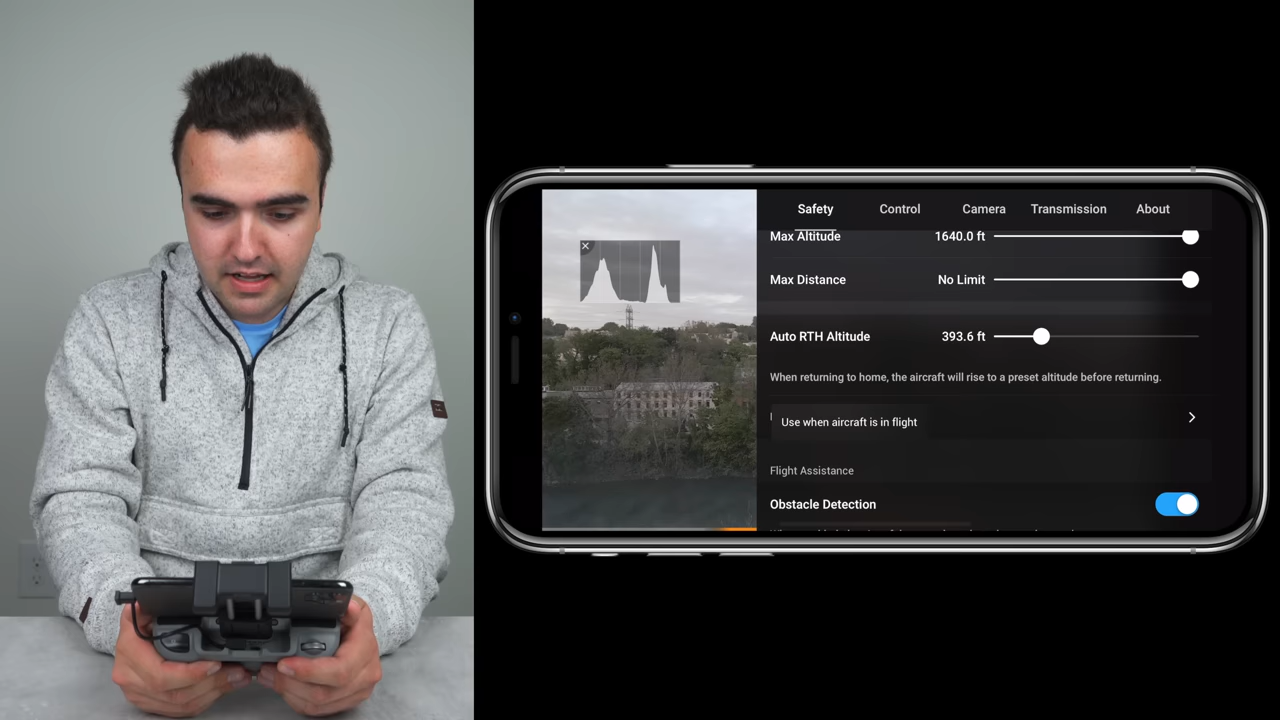 Safety Control Camera Transmission About
Max Altitude 1640.0 ft
Max Distance No Limit
Auto RTH Altitude 393.6 ft
When returning to home, the aircraft will rise to a preset altitude before returning.
Use when aircraft is in flight
Flight Assistance
Obstacle Detection